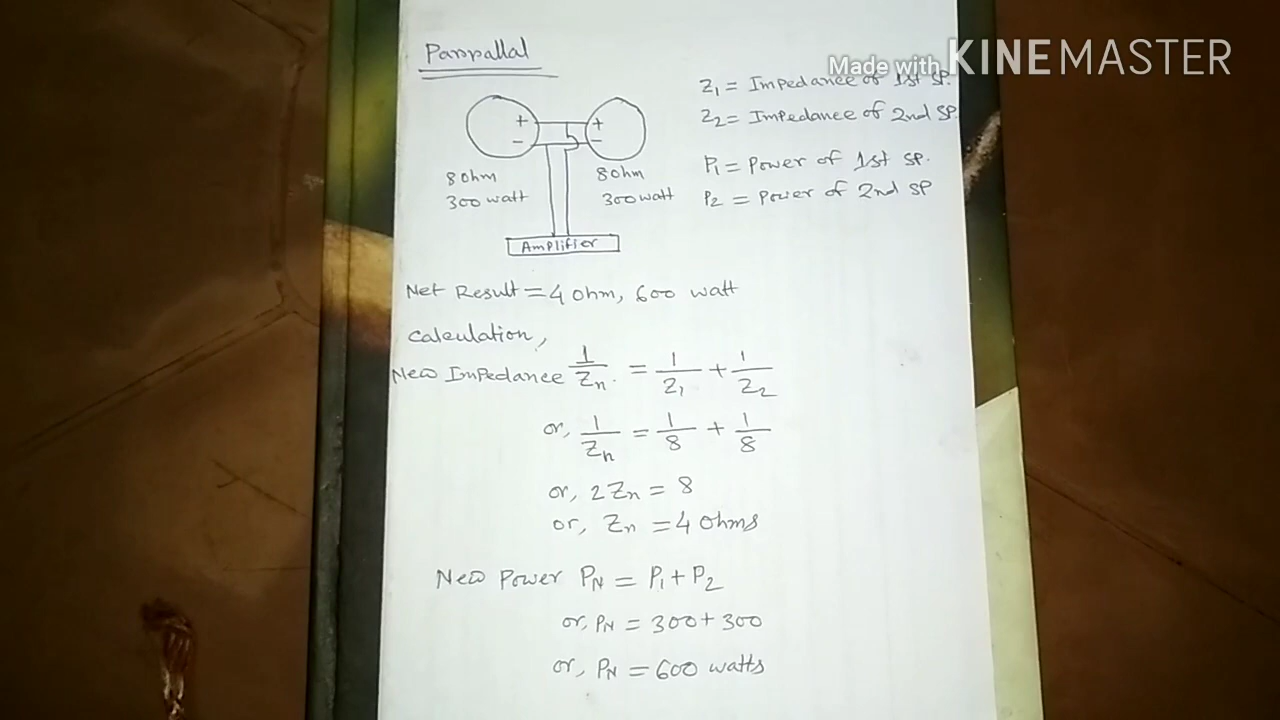 Made with KINEMASTER
Parrallal
Z1 = Impedance of 1st SP.
Z2 = Impedance of 2nd SP.
P1 = Power of 1st SP.
P2 = Power of 2nd SP
+ +
- -
8 ohm 8 ohm
300 watt 300 watt
Amplifier
Net Result = 4 ohm, 600 watt
calculation,
New Impedance 1/Zn. = 1/Z1 + 1/Z2
or, 1/Zn = 1/8 + 1/8
or, 2Zn = 8
or, Zn = 4 ohms
New Power PN = P1 + P2
or, PN = 300 + 300
or, PN = 600 watts